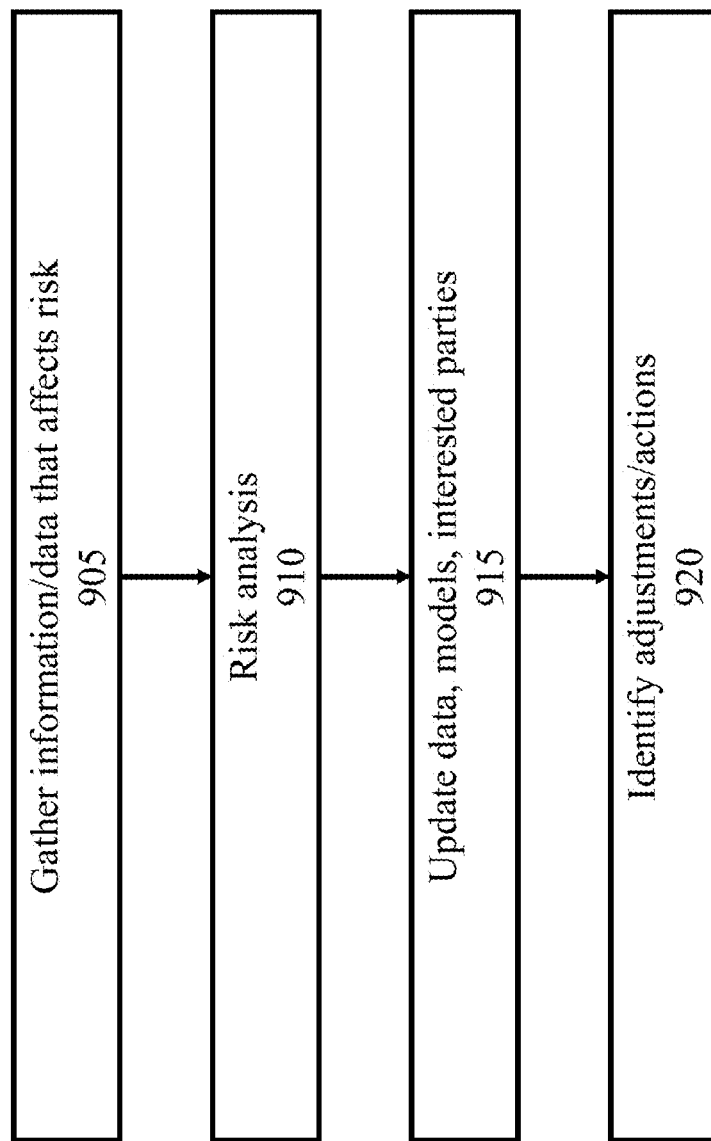 Gather information/data that affects risk
905
Risk analysis
910
Update data, models, interested parties
915
Identify adjustments/actions
920